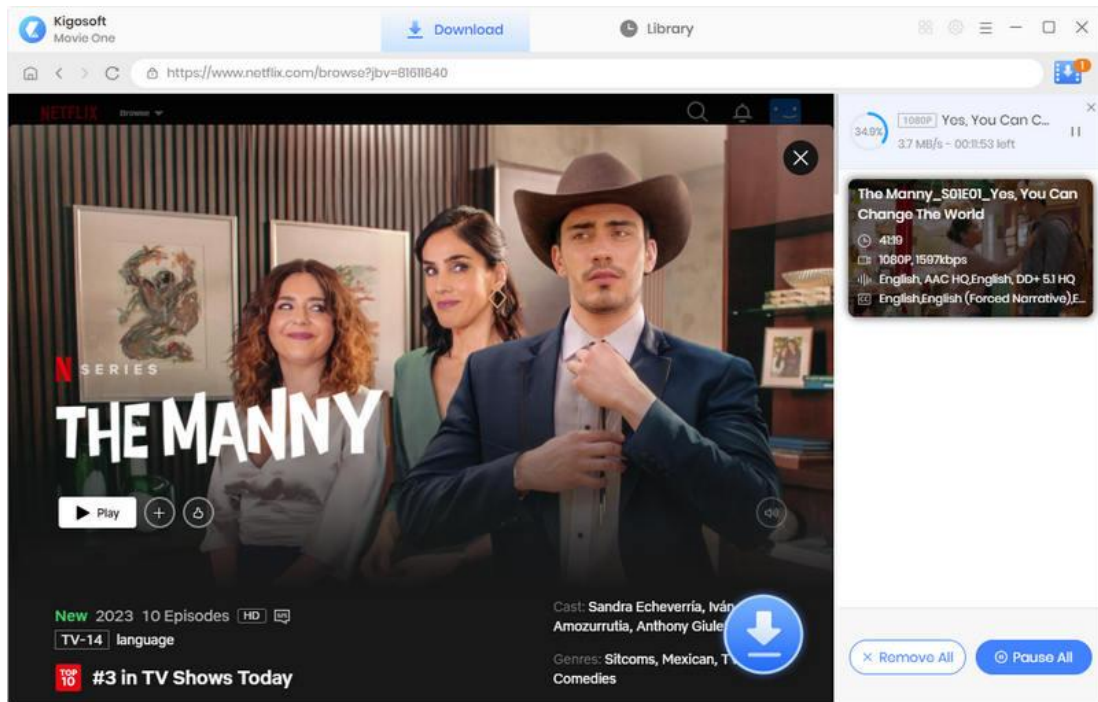 Kigosoft
Movie One
Download
Library
https://www.netflix.com/browse?jbv=81611640
1
NETFLIX
Browse
34.9%
1080P Yes, You Can C...
3.7 MB/s - 00:11:53 left
The Manny_S01E01_Yes, You Can
Change The World
41:19
1080P, 1597kbps
English, AAC HQ,English, DD+ 5.1 HQ
CC English,English (Forced Narrative),E...
N SERIES
THE MANNY
Play
New 2023 10 Episodes HD
TV-14 language
TOP
10
#3 in TV Shows Today
Cast: Sandra Echeverría, Iván
Amozurrutia, Anthony Giule
Genres: Sitcoms, Mexican, T
Comedies
Remove All
Pause All